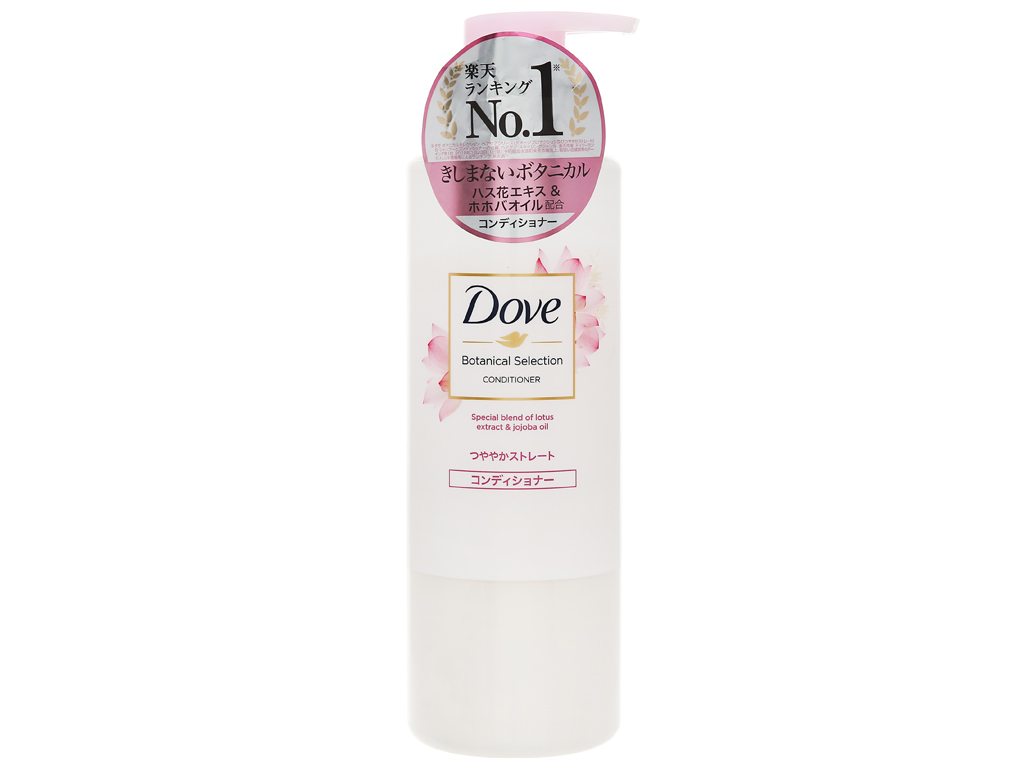 楽天
ランキング
No.1※
きしまないボタニカル
ハス花エキス &
ホホバオイル配合
コンディショナー
Dove
Botanical Selection
CONDITIONER
Special blend of lotus
extract & jojoba oil
つややかストレート
コンディショナー